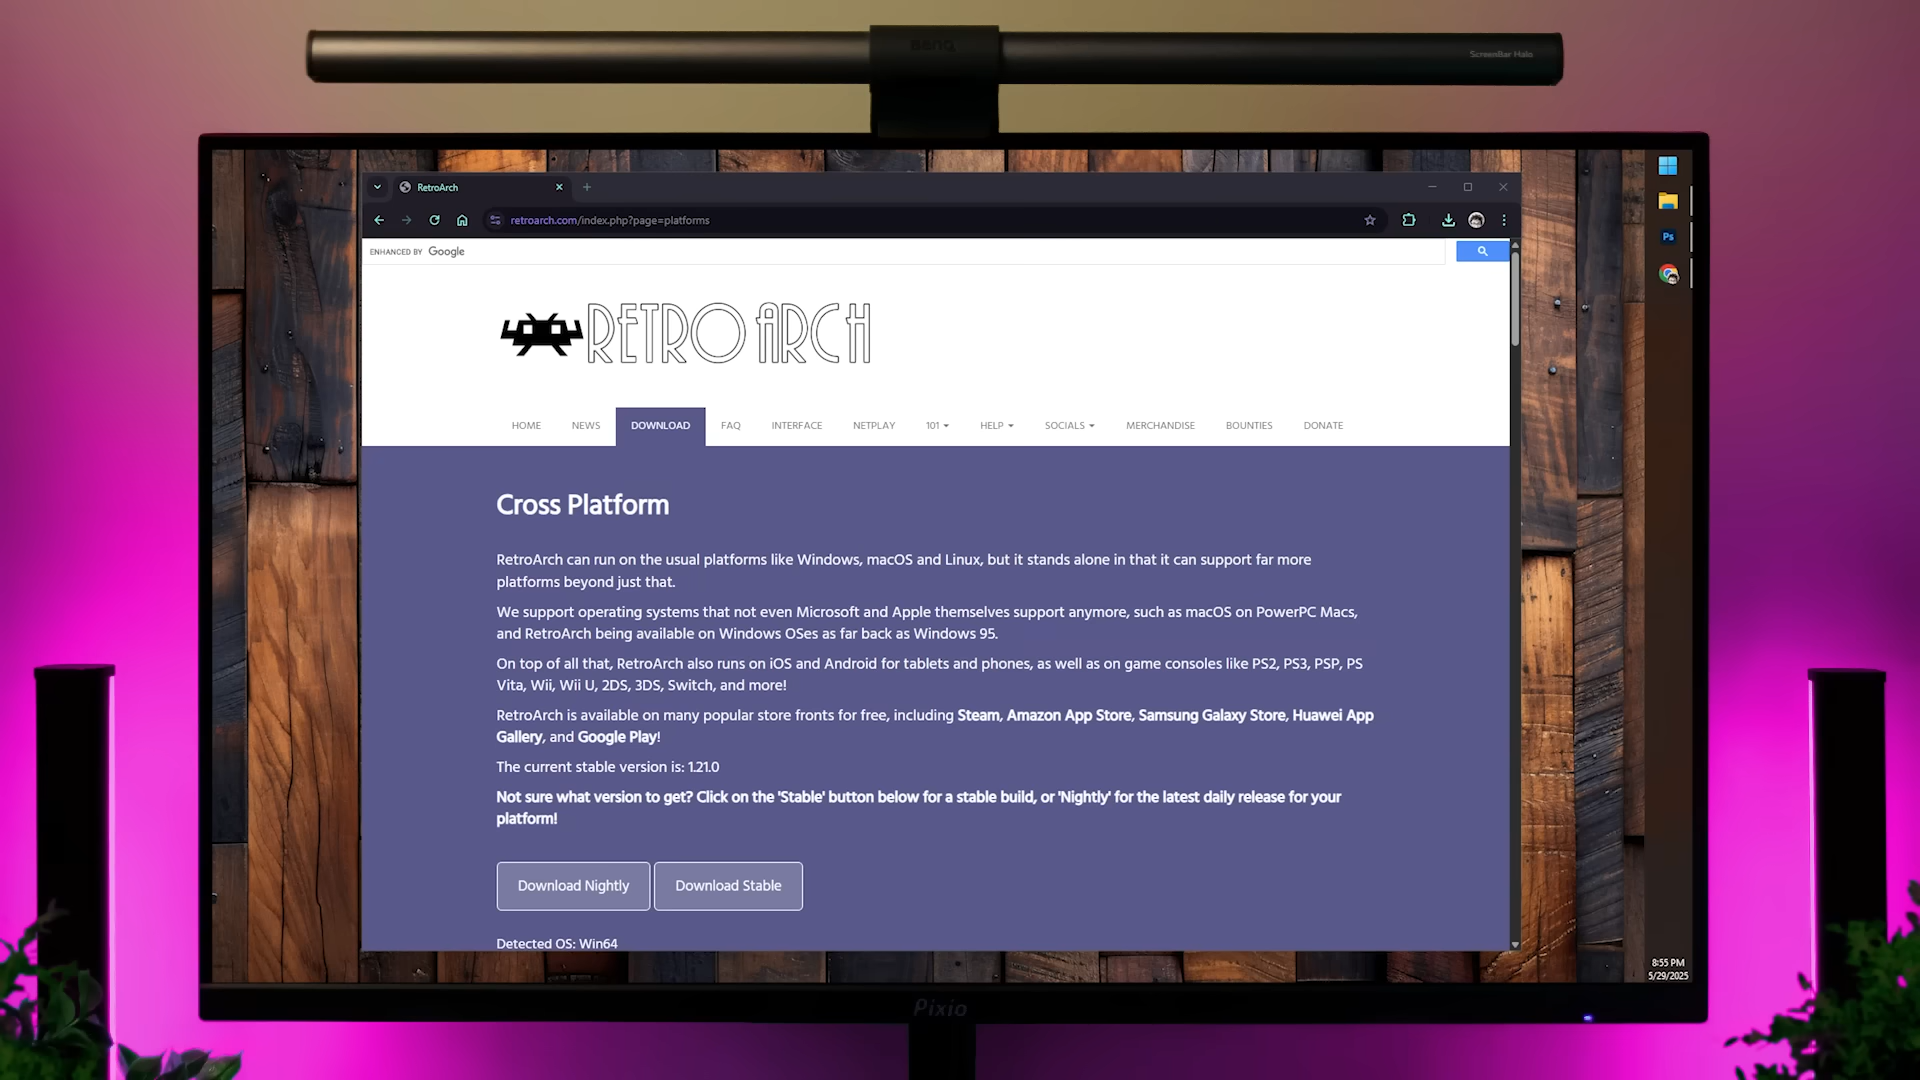 BenQ
ScreenBar Halo
RetroArch
retroarch.com/index.php?page=platforms
Ps
ENHANCED BY Google
RETRO ARCH
HOME NEWS DOWNLOAD FAQ INTERFACE NETPLAY 101 HELP SOCIALS MERCHANDISE BOUNTIES DONATE
Cross Platform
RetroArch can run on the usual platforms like Windows, macOS and Linux, but it stands alone in that it can support far more
platforms beyond just that.
We support operating systems that not even Microsoft and Apple themselves support anymore, such as macOS on PowerPC Macs,
and RetroArch being available on Windows OSes as far back as Windows 95.
On top of all that, RetroArch also runs on iOS and Android for tablets and phones, as well as on game consoles like PS2, PS3, PSP, PS
Vita, Wii, Wii U, 2DS, 3DS, Switch, and more!
RetroArch is available on many popular store fronts for free, including Steam, Amazon App Store, Samsung Galaxy Store, Huawei App
Gallery, and Google Play!
The current stable version is: 1.21.0
Not sure what version to get? Click on the 'Stable' button below for a stable build, or 'Nightly' for the latest daily release for your
platform!
Download Nightly Download Stable
Detected OS: Win64
8:55 PM
5/29/2025
Pixio